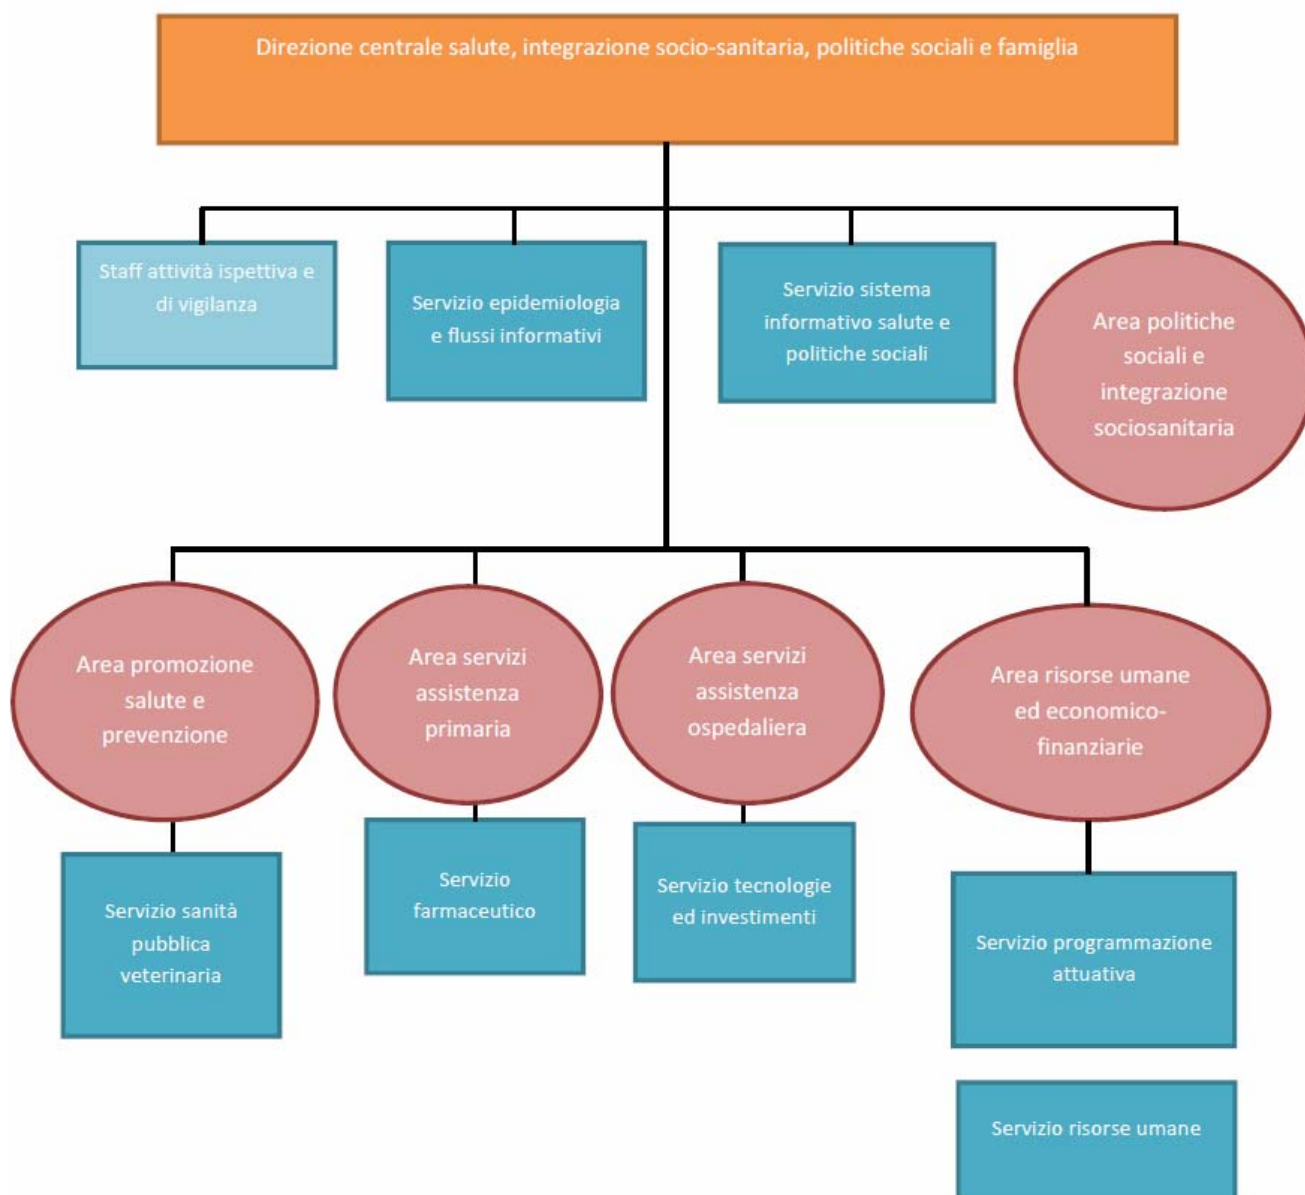 Direzione centrale salute, integrazione socio-sanitaria, politiche sociali e famiglia
Staff attività ispettiva e
di vigilanza
Servizio epidemiologia
e flussi informativi
Servizio sistema
informativo salute e
politiche sociali
Area politiche
sociali e
integrazione
sociosanitaria
Area promozione
salute e
prevenzione
Area servizi
assistenza
primaria
Area servizi
assistenza
ospedaliera
Area risorse umane
ed economico-
finanziarie
Servizio sanità
pubblica
veterinaria
Servizio
farmaceutico
Servizio tecnologie
ed investimenti
Servizio programmazione
attuativa
Servizio risorse umane